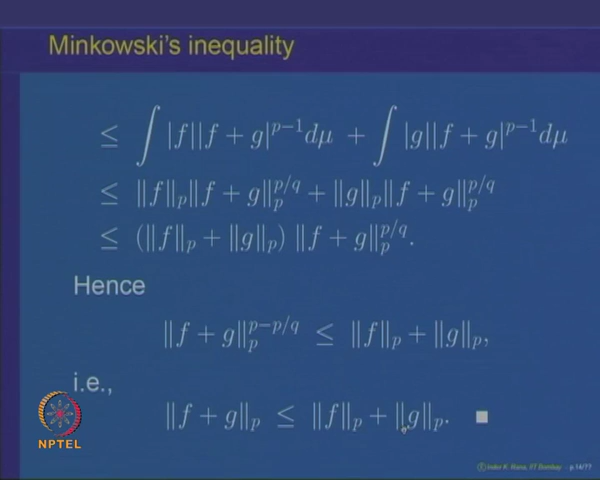 Minkowski's inequality
≤ ∫ |f||f + g|^{p−1}dμ + ∫ |g||f + g|^{p−1}dμ
≤ ‖f‖_p‖f + g‖_p^{p/q} + ‖g‖_p‖f + g‖_p^{p/q}
≤ (‖f‖_p + ‖g‖_p) ‖f + g‖_p^{p/q}.
Hence
‖f + g‖_p^{p−p/q} ≤ ‖f‖_p + ‖g‖_p,
i.e.,
‖f + g‖_p ≤ ‖f‖_p + ‖g‖_p. ■
NPTEL
© Inder K. Rana, IIT Bombay - p.14/77